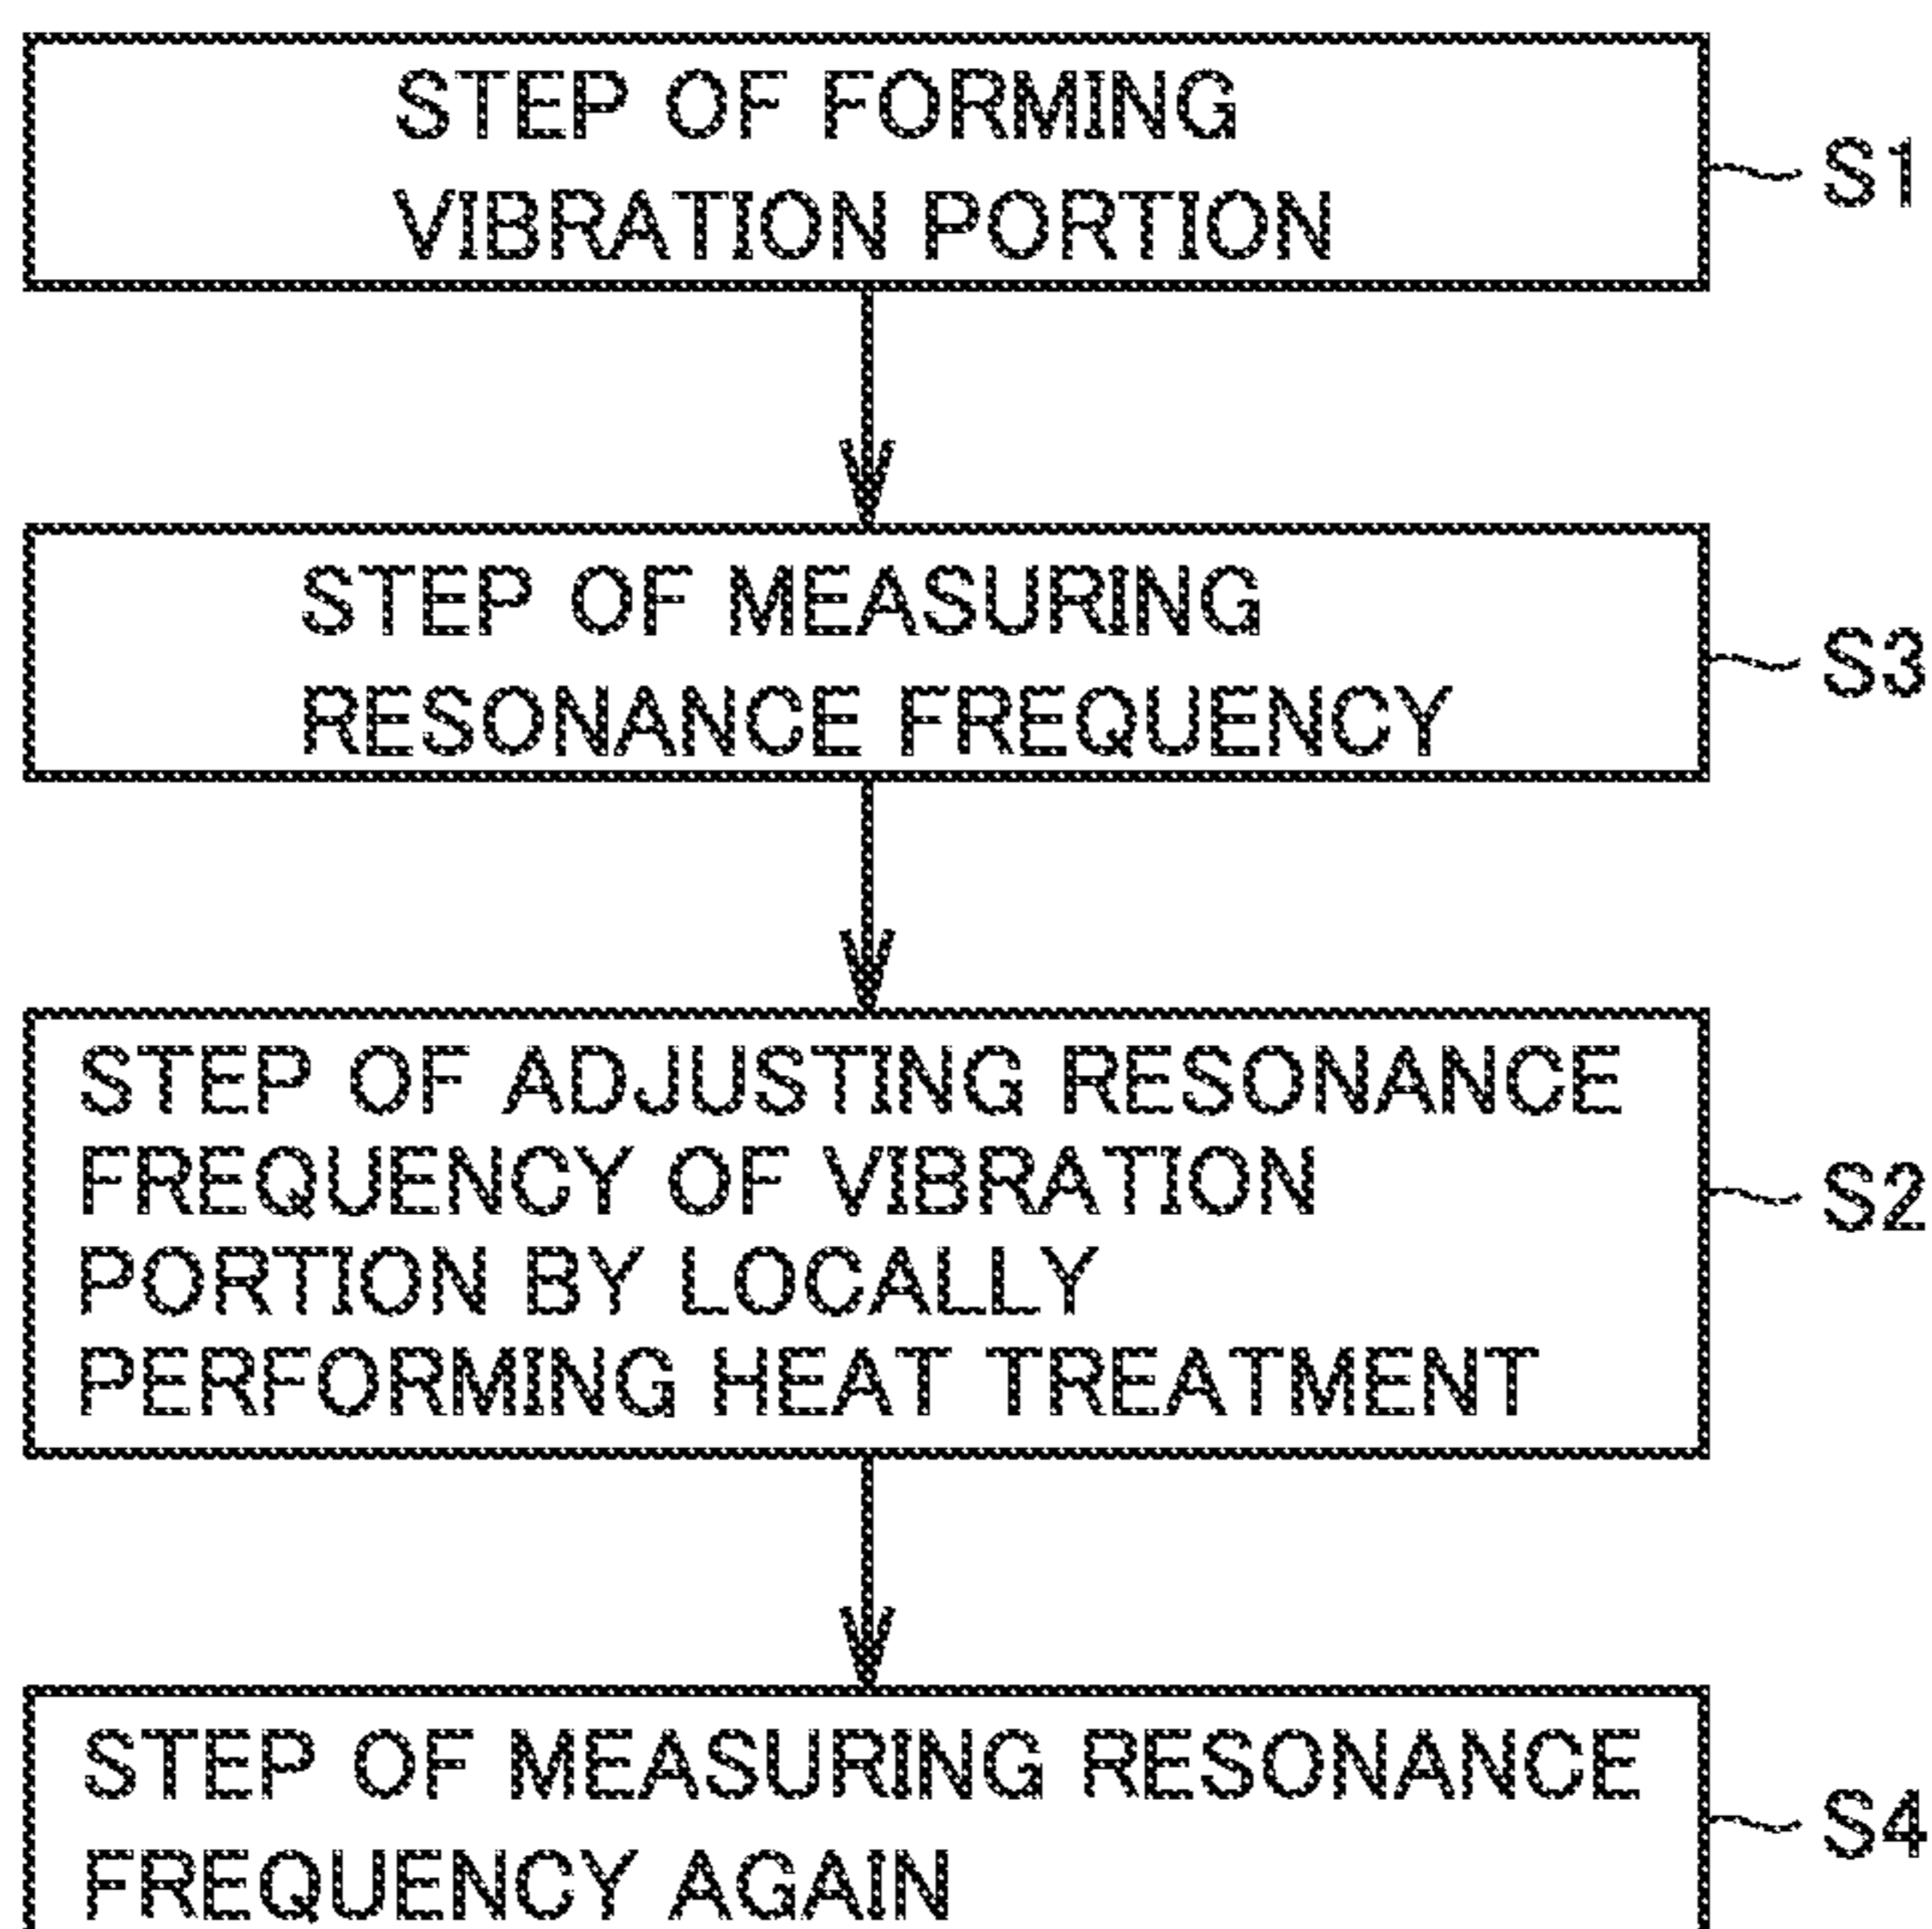 STEP OF FORMING
VIBRATION PORTION
S1
STEP OF MEASURING
RESONANCE FREQUENCY
S3
STEP OF ADJUSTING RESONANCE
FREQUENCY OF VIBRATION
PORTION BY LOCALLY
PERFORMING HEAT TREATMENT
S2
STEP OF MEASURING RESONANCE
FREQUENCY AGAIN
S4